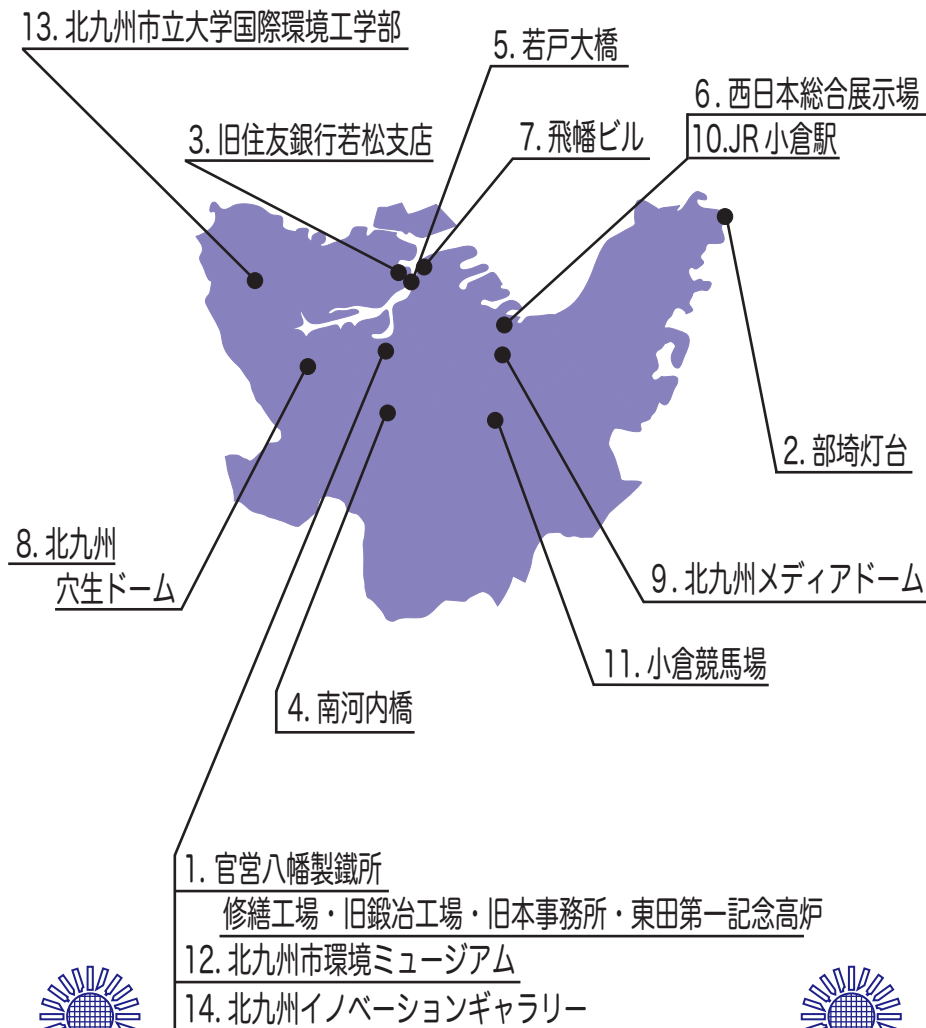 13. 北九州市立大学国際環境工学部
5. 若戸大橋
6. 西日本総合展示場
3. 旧住友銀行若松支店
7. 飛幡ビル
10.JR 小倉駅
2. 部埼灯台
8. 北九州
穴生ドーム
9. 北九州メディアドーム
11. 小倉競馬場
4. 南河内橋
1. 官営八幡製鐵所
修繕工場・旧鍛冶工場・旧本事務所・東田第一記念高炉
12. 北九州市環境ミュージアム
14. 北九州イノベーションギャラリー